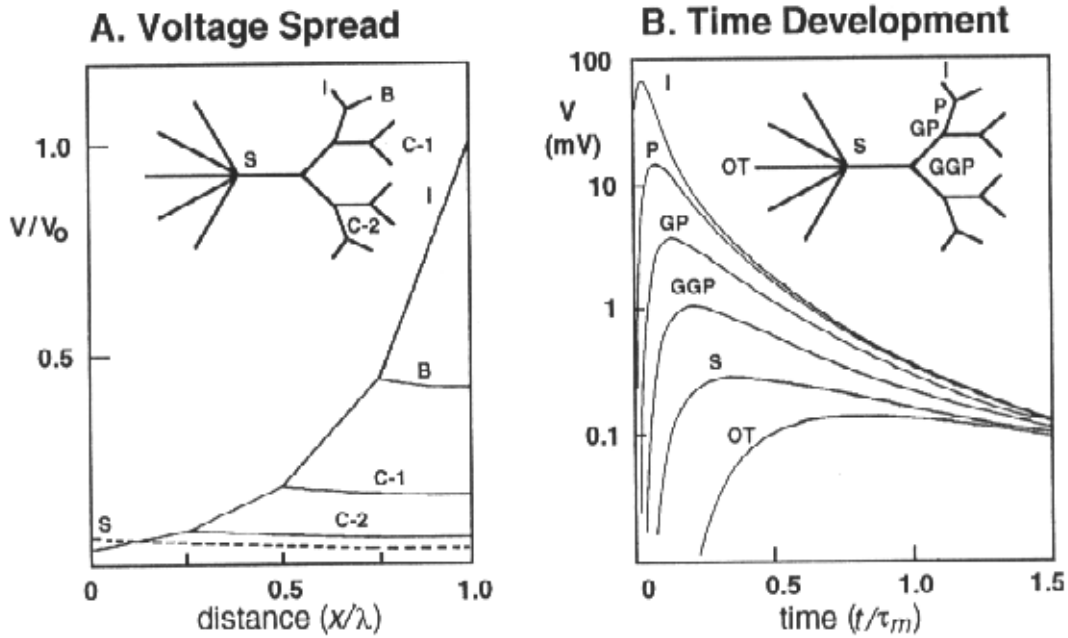 A. Voltage Spread
I
B
S
C-1
C-2
1.0
V/Vo
0.5
I
B
C-1
C-2
S
0
0.5
1.0
distance (x/λ)
B. Time Development
100
V
(mV)
10
1
0.1
I
P
GP
GGP
S
OT
I
P
GP
S
OT
GGP
0
0.5
1.0
1.5
time (t/τm)